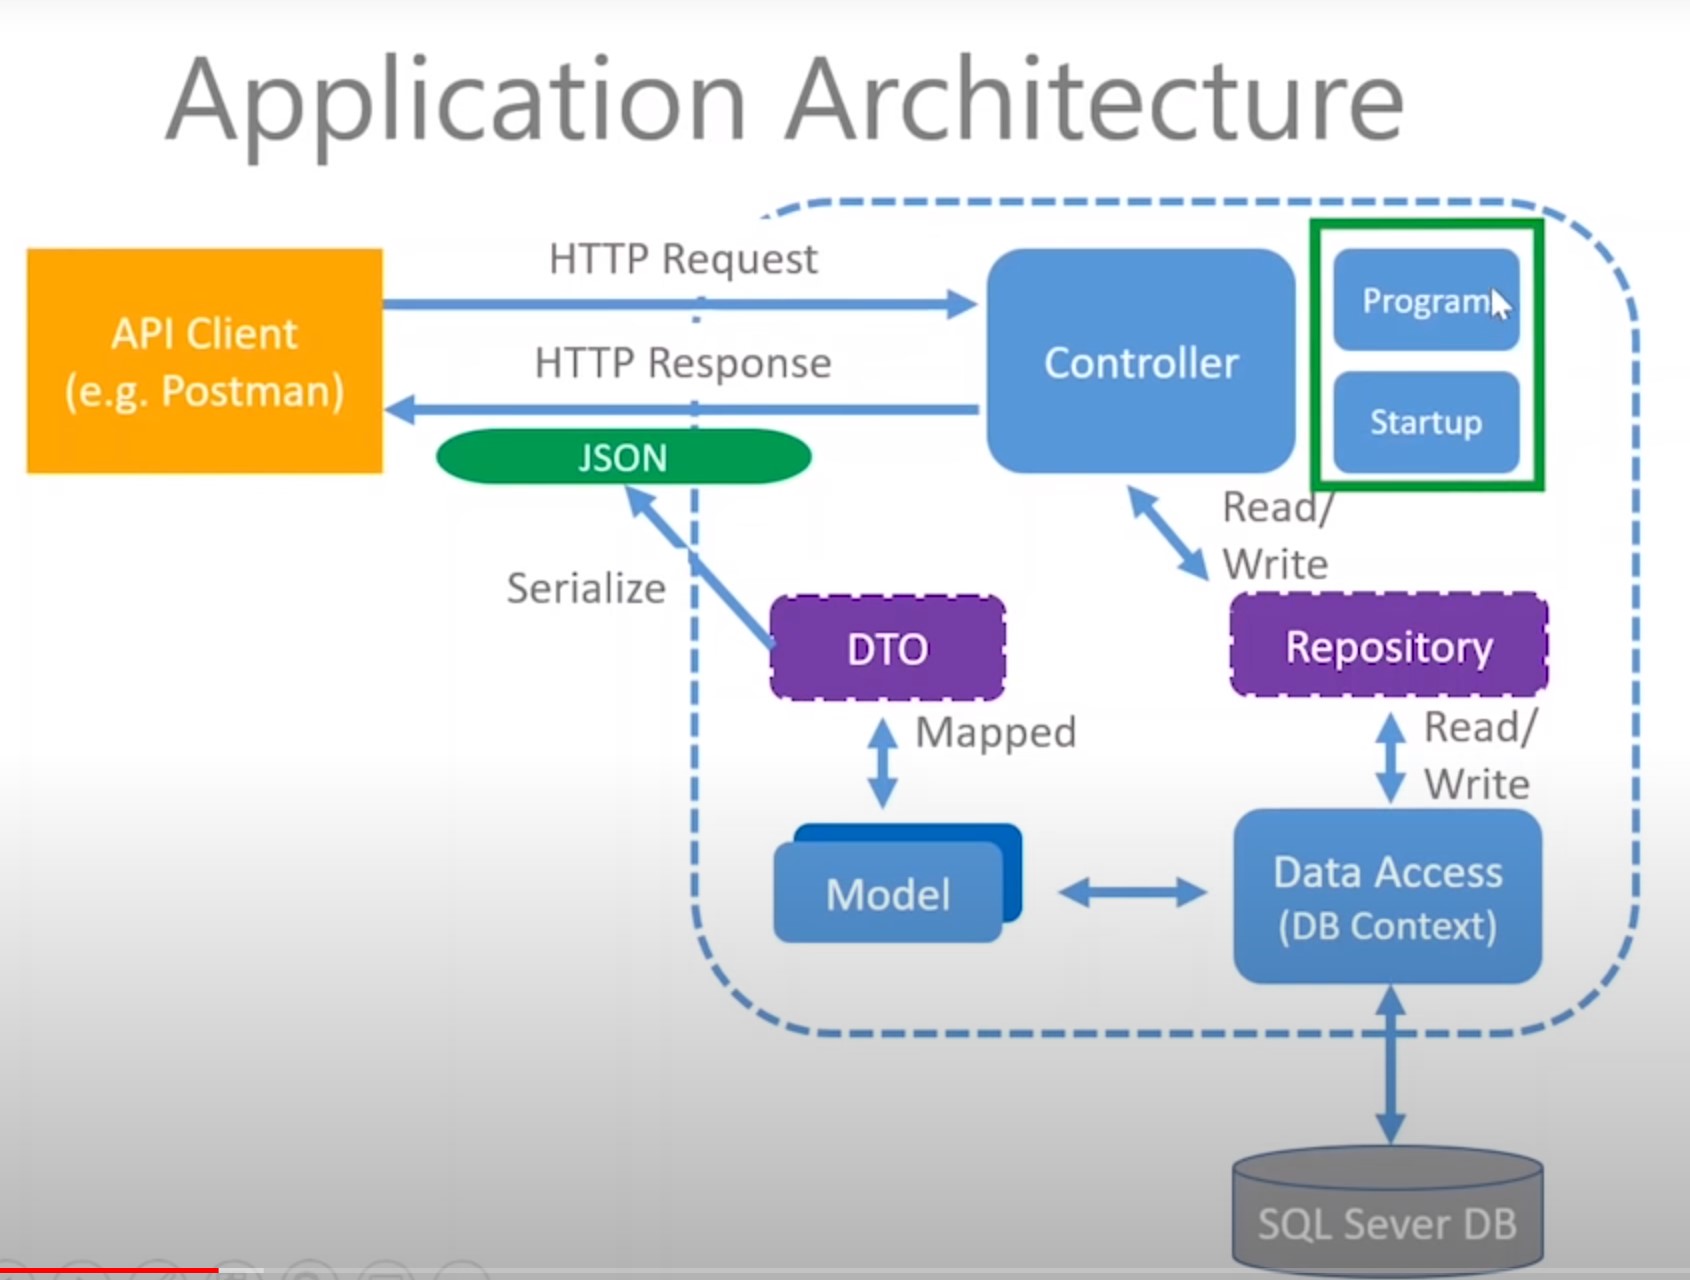 Application Architecture
HTTP Request
API Client
(e.g. Postman)
HTTP Response
JSON
Controller
Program
Startup
Read/
Write
Serialize
DTO
Repository
Mapped
Read/
Write
Model
Data Access
(DB Context)
SQL Sever DB